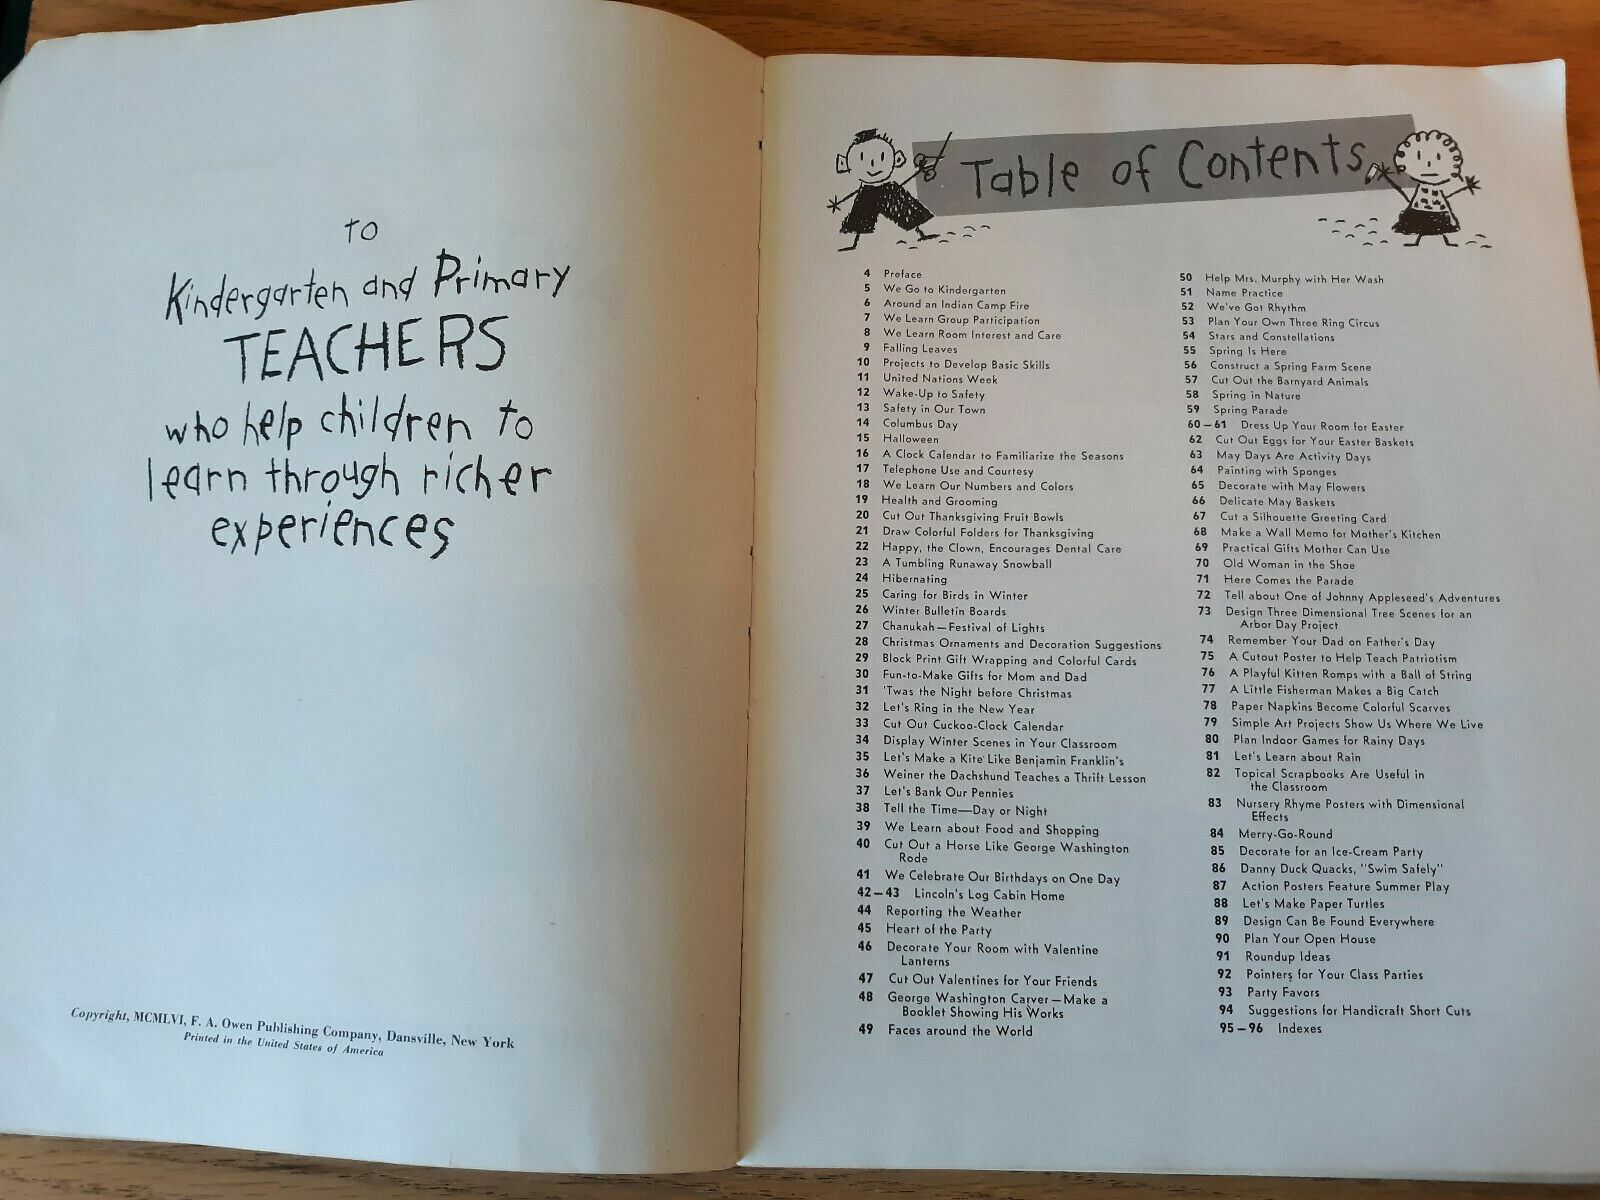 to
Kindergarten and Primary
TEACHERS
who help children to
learn through richer
experiences
Copyright, MCMLVI, F. A. Owen Publishing Company, Dansville, New York
Printed in the United States of America
Table of Contents
4 Preface
5 We Go to Kindergarten
6 Around an Indian Camp Fire
7 We Learn Group Participation
8 We Learn Room Interest and Care
9 Falling Leaves
10 Projects to Develop Basic Skills
11 United Nations Week
12 Wake-Up to Safety
13 Safety in Our Town
14 Columbus Day
15 Halloween
16 A Clock Calendar to Familiarize the Seasons
17 Telephone Use and Courtesy
18 We Learn Our Numbers and Colors
19 Health and Grooming
20 Cut Out Thanksgiving Fruit Bowls
21 Draw Colorful Folders for Thanksgiving
22 Happy, the Clown, Encourages Dental Care
23 A Tumbling Runaway Snowball
24 Hibernating
25 Caring for Birds in Winter
26 Winter Bulletin Boards
27 Chanukah—Festival of Lights
28 Christmas Ornaments and Decoration Suggestions
29 Block Print Gift Wrapping and Colorful Cards
30 Fun-to-Make Gifts for Mom and Dad
31 'Twas the Night before Christmas
32 Let's Ring in the New Year
33 Cut Out Cuckoo-Clock Calendar
34 Display Winter Scenes in Your Classroom
35 Let's Make a Kite Like Benjamin Franklin's
36 Weiner the Dachshund Teaches a Thrift Lesson
37 Let's Bank Our Pennies
38 Tell the Time—Day or Night
39 We Learn about Food and Shopping
40 Cut Out a Horse Like George Washington
Rode
41 We Celebrate Our Birthdays on One Day
42–43 Lincoln's Log Cabin Home
44 Reporting the Weather
45 Heart of the Party
46 Decorate Your Room with Valentine
Lanterns
47 Cut Out Valentines for Your Friends
48 George Washington Carver—Make a
Booklet Showing His Works
49 Faces around the World
50 Help Mrs. Murphy with Her Wash
51 Name Practice
52 We've Got Rhythm
53 Plan Your Own Three Ring Circus
54 Stars and Constellations
55 Spring Is Here
56 Construct a Spring Farm Scene
57 Cut Out the Barnyard Animals
58 Spring in Nature
59 Spring Parade
60–61 Dress Up Your Room for Easter
62 Cut Out Eggs for Your Easter Baskets
63 May Days Are Activity Days
64 Painting with Sponges
65 Decorate with May Flowers
66 Delicate May Baskets
67 Cut a Silhouette Greeting Card
68 Make a Wall Memo for Mother's Kitchen
69 Practical Gifts Mother Can Use
70 Old Woman in the Shoe
71 Here Comes the Parade
72 Tell about One of Johnny Appleseed's Adventures
73 Design Three Dimensional Tree Scenes for an
Arbor Day Project
74 Remember Your Dad on Father's Day
75 A Cutout Poster to Help Teach Patriotism
76 A Playful Kitten Romps with a Ball of String
77 A Little Fisherman Makes a Big Catch
78 Paper Napkins Become Colorful Scarves
79 Simple Art Projects Show Us Where We Live
80 Plan Indoor Games for Rainy Days
81 Let's Learn about Rain
82 Topical Scrapbooks Are Useful in
the Classroom
83 Nursery Rhyme Posters with Dimensional
Effects
84 Merry-Go-Round
85 Decorate for an Ice-Cream Party
86 Danny Duck Quacks, "Swim Safely"
87 Action Posters Feature Summer Play
88 Let's Make Paper Turtles
89 Design Can Be Found Everywhere
90 Plan Your Open House
91 Roundup Ideas
92 Pointers for Your Class Parties
93 Party Favors
94 Suggestions for Handicraft Short Cuts
95–96 Indexes